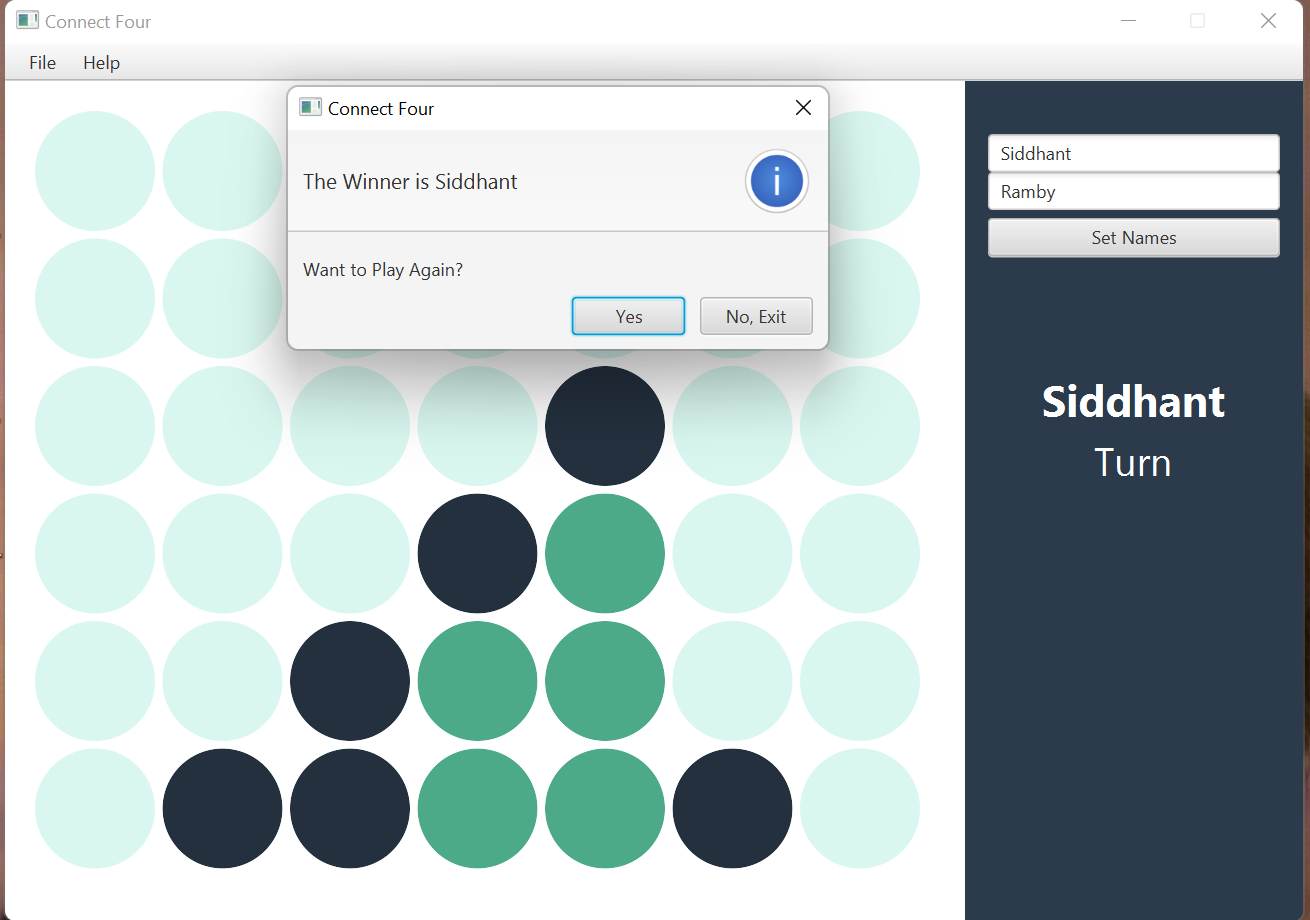 Connect Four
File Help
Connect Four
The Winner is Siddhant
i
Want to Play Again?
Yes No, Exit
Siddhant
Ramby
Set Names
Siddhant
Turn